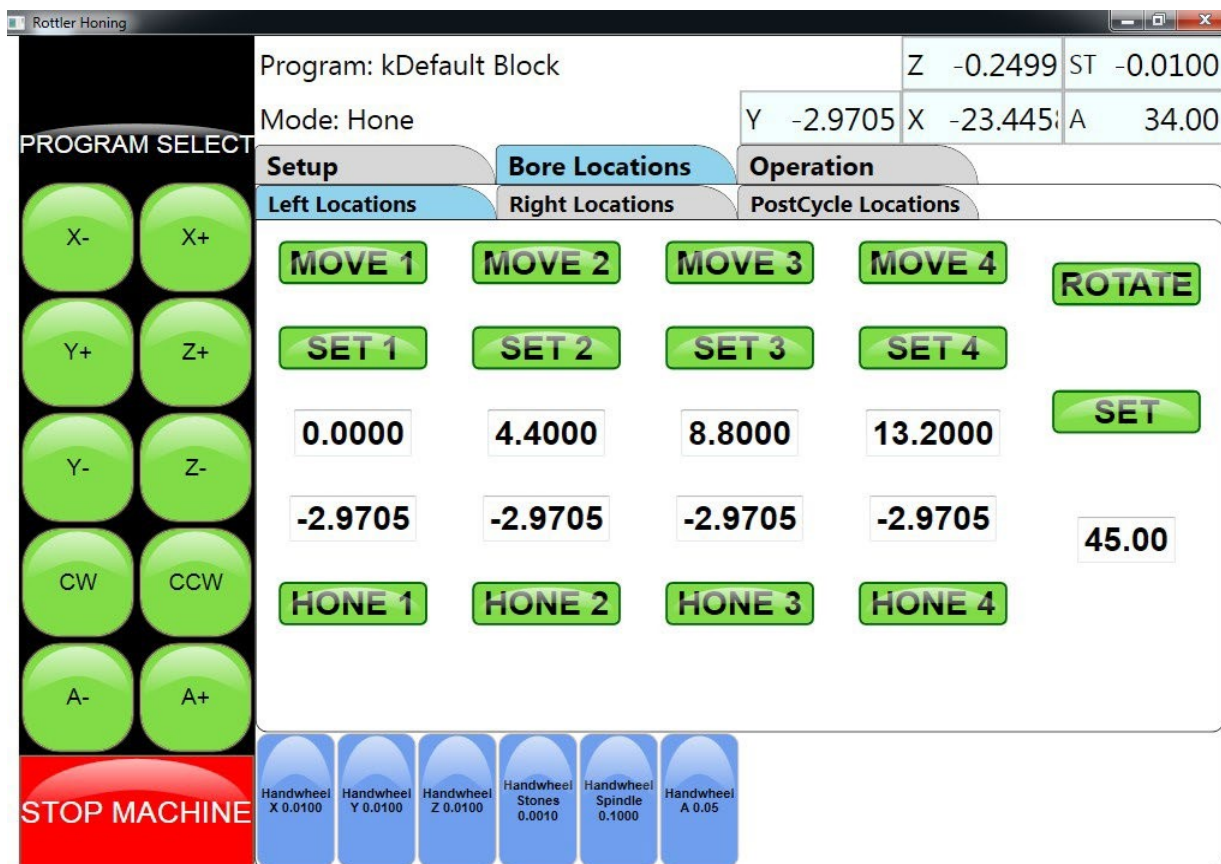 Rottler Honing
Program: kDefault Block
Z -0.2499 ST -0.0100
Mode: Hone
Y -2.9705 X -23.445 A 34.00
PROGRAM SELECT
Setup Bore Locations Operation
Left Locations Right Locations PostCycle Locations
X- X+
MOVE 1 MOVE 2 MOVE 3 MOVE 4
ROTATE
Y+ Z+
SET 1 SET 2 SET 3 SET 4
SET
0.0000 4.4000 8.8000 13.2000
Y- Z-
-2.9705 -2.9705 -2.9705 -2.9705
45.00
CW CCW
HONE 1 HONE 2 HONE 3 HONE 4
A- A+
STOP MACHINE
Handwheel
X 0.0100
Handwheel
Y 0.0100
Handwheel
Z 0.0100
Handwheel
Stones
0.0010
Handwheel
Spindle
0.1000
Handwheel
A 0.05